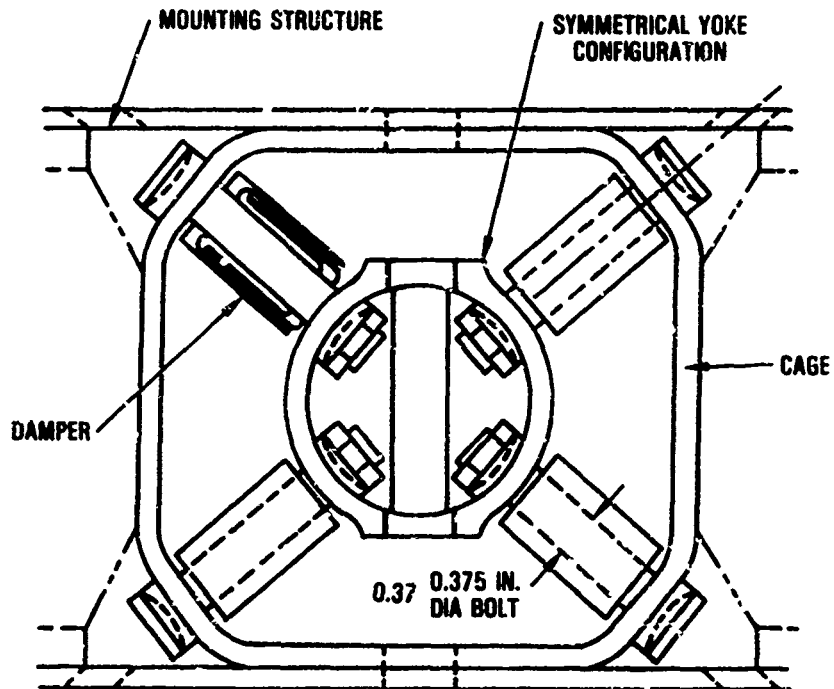 MOUNTING STRUCTURE
SYMMETRICAL YOKE
CONFIGURATION
CAGE
DAMPER
0.37 0.375 IN.
DIA BOLT